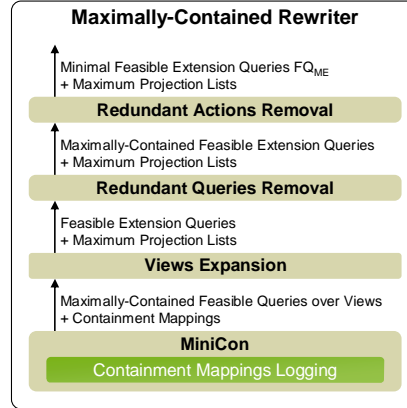 Maximally-Contained Rewriter
Minimal Feasible Extension Queries FQME
+ Maximum Projection Lists
Redundant Actions Removal
Maximally-Contained Feasible Extension Queries
+ Maximum Projection Lists
Redundant Queries Removal
Feasible Extension Queries
+ Maximum Projection Lists
Views Expansion
Maximally-Contained Feasible Queries over Views
+ Containment Mappings
MiniCon
Containment Mappings Logging